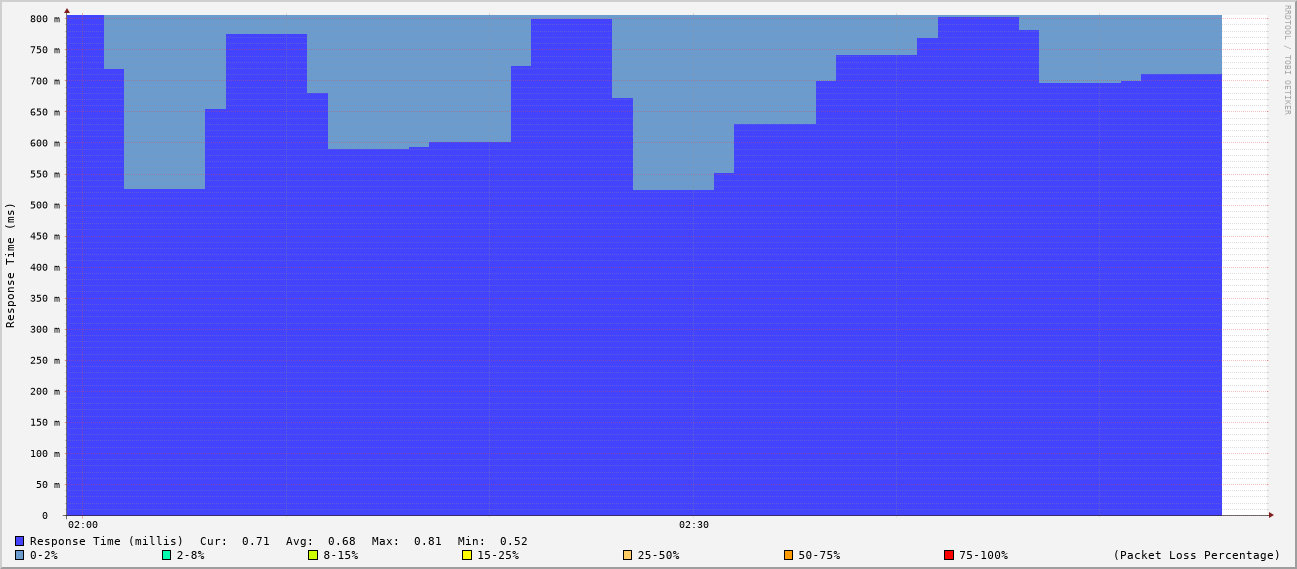 RRDTOOL / TOBI OETIKER
Response Time (ms)
800 m
750 m
700 m
650 m
600 m
550 m
500 m
450 m
400 m
350 m
300 m
250 m
200 m
150 m
100 m
50 m
0
02:00 02:30
Response Time (millis) Cur: 0.71 Avg: 0.68 Max: 0.81 Min: 0.52
0-2% 2-8% 8-15% 15-25% 25-50% 50-75% 75-100% (Packet Loss Percentage)